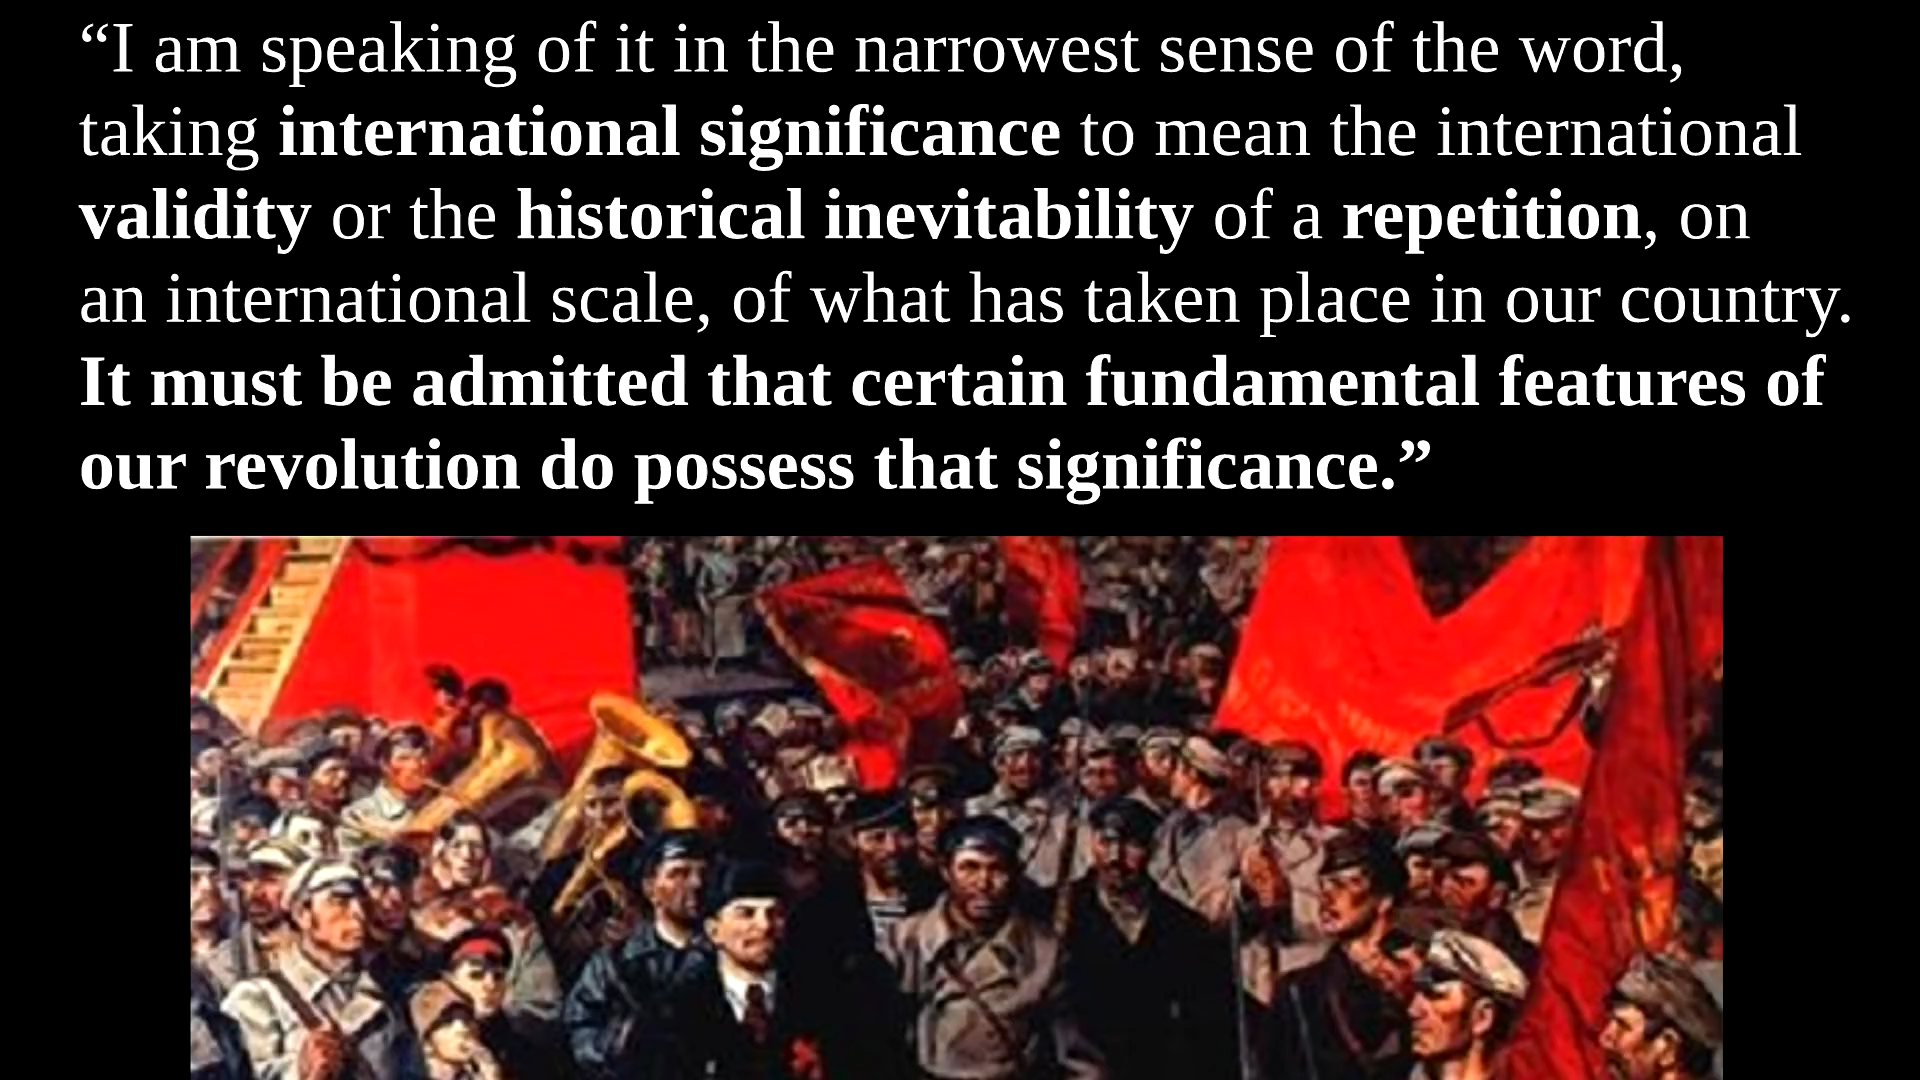 “I am speaking of it in the narrowest sense of the word,
taking international significance to mean the international
validity or the historical inevitability of a repetition, on
an international scale, of what has taken place in our country.
It must be admitted that certain fundamental features of
our revolution do possess that significance.”